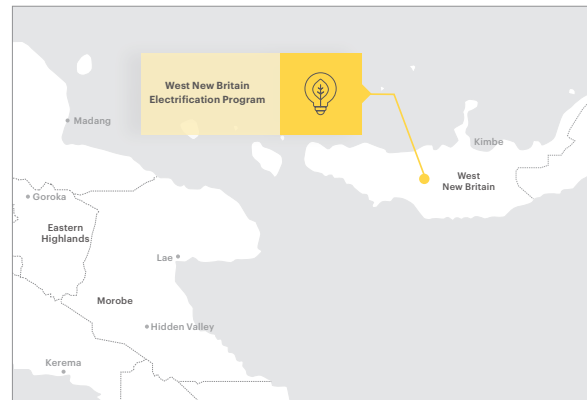 West New Britain
Electrification Program
Madang
Kimbe
West
New Britain
Goroka
Eastern
Highlands
Lae
Morobe
Hidden Valley
Kerema